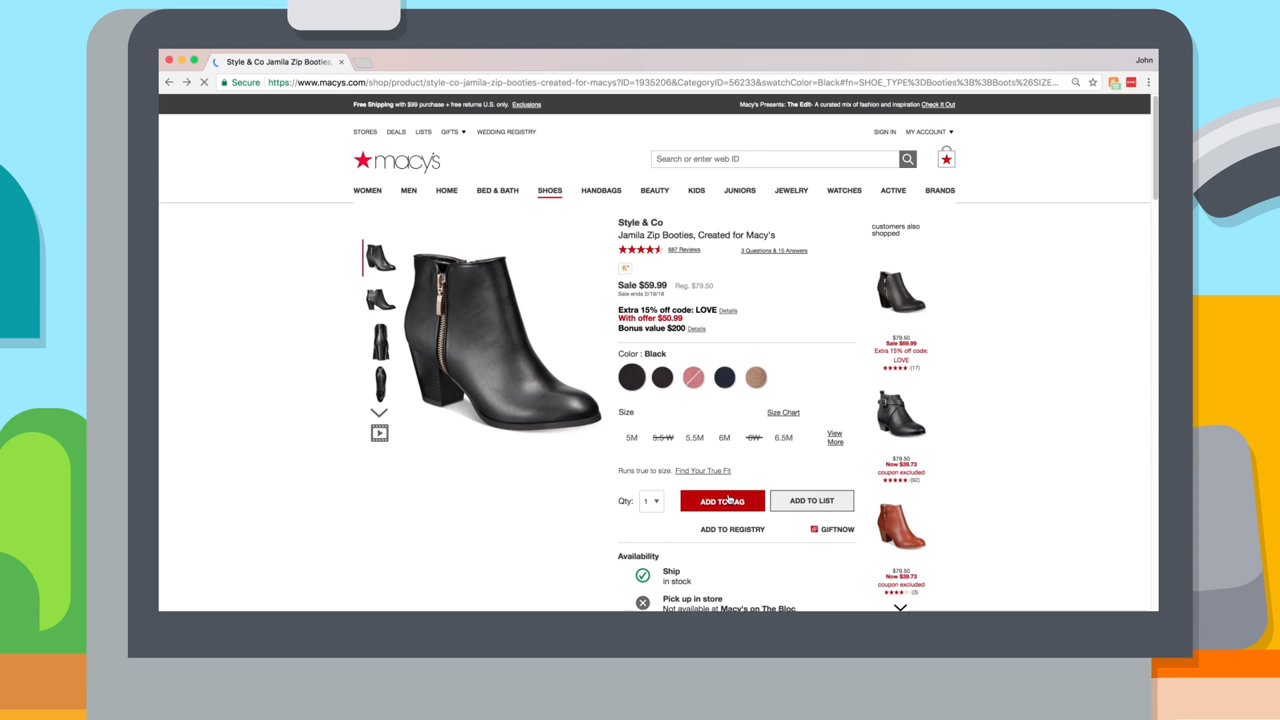 Style & Co Jamila Zip Booties,
John
Secure
https://www.macys.com/shop/product/style-co-jamila-zip-booties-created-for-macys?ID=1935206&CategoryID=56233&swatchColor=Black#fn=SHOE_TYPE%3DBooties%3B%3BBoots%26SIZE...
Free Shipping with $99 purchase + free returns U.S. only. Exclusions
Macy's Presents: The Edit- A curated mix of fashion and inspiration Check It Out
STORES DEALS LISTS GIFTS WEDDING REGISTRY
SIGN IN MY ACCOUNT
macy's
Search or enter web ID
WOMEN MEN HOME BED & BATH SHOES HANDBAGS BEAUTY KIDS JUNIORS JEWELRY WATCHES ACTIVE BRANDS
Style & Co
Jamila Zip Booties, Created for Macy's
687 Reviews
3 Questions & 15 Answers
Sale $59.99 Reg. $79.50
Sale ends 2/19/18
Extra 15% off code: LOVE Details
With offer $50.99
Bonus value $200 Details
Color : Black
Size
Size Chart
5M 5.5 W 5.5M 6M 6W 6.5M
View
More
Runs true to size. Find Your True Fit
Qty: 1
ADD TO BAG
ADD TO LIST
ADD TO REGISTRY
GIFTNOW
Availability
Ship
in stock
Pick up in store
Not available at Macy's on The Bloc
customers also
shopped
$79.50
Sale $69.99
Extra 15% off code:
LOVE
(17)
$79.50
Now $39.73
coupon excluded
(92)
$79.50
Now $39.73
coupon excluded
(3)